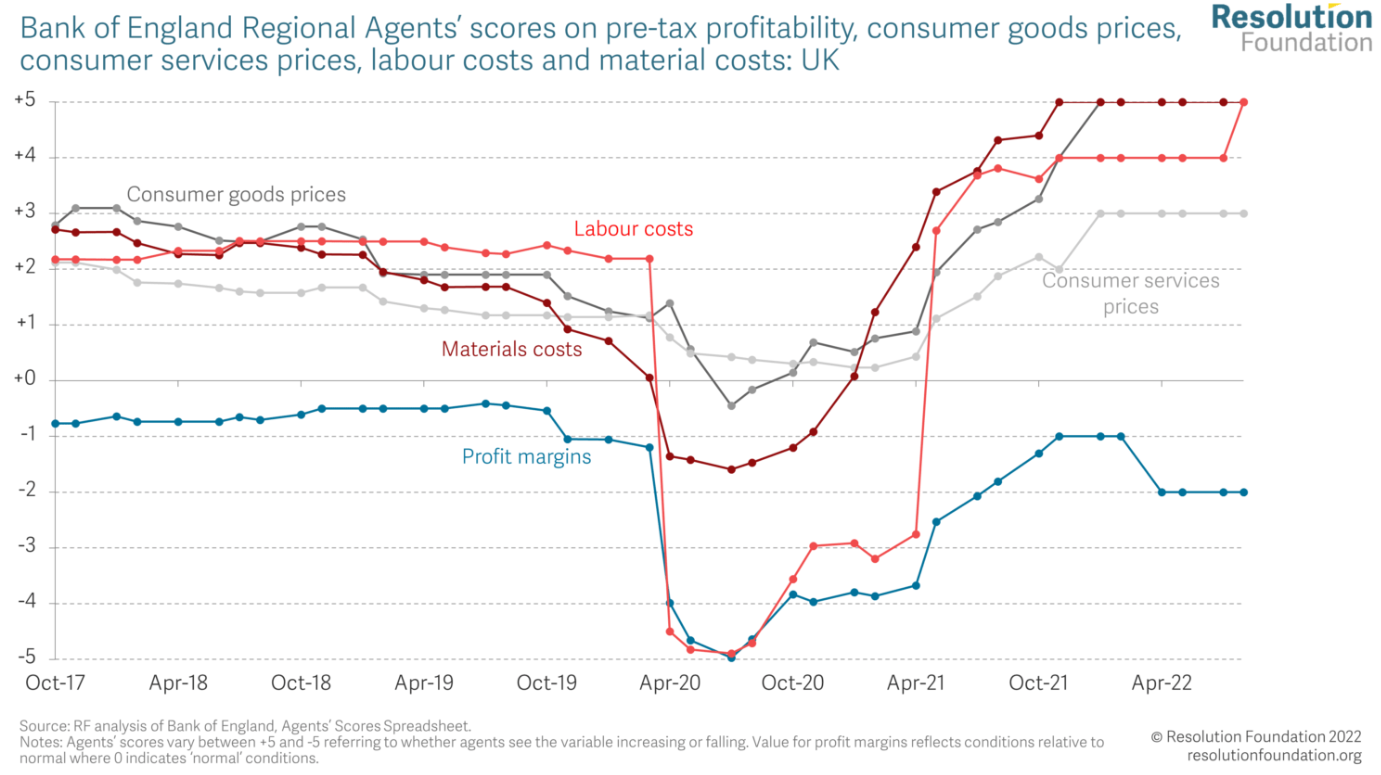 Bank of England Regional Agents’ scores on pre-tax profitability, consumer goods prices,
consumer services prices, labour costs and material costs: UK
Resolution
Foundation
+5
+4
+3
+2
+1
+0
-1
-2
-3
-4
-5
Consumer goods prices
Labour costs
Consumer services
prices
Materials costs
Profit margins
Oct-17
Apr-18
Oct-18
Apr-19
Oct-19
Apr-20
Oct-20
Apr-21
Oct-21
Apr-22
Source: RF analysis of Bank of England, Agents’ Scores Spreadsheet.
Notes: Agents’ scores vary between +5 and -5 referring to whether agents see the variable increasing or falling. Value for profit margins reflects conditions relative to
normal where 0 indicates ‘normal’ conditions.
© Resolution Foundation 2022
resolutionfoundation.org